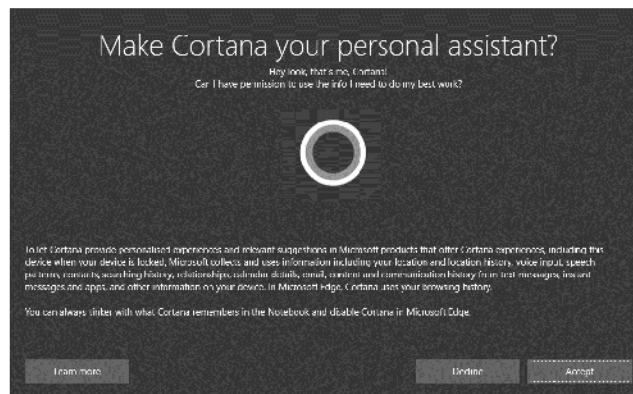 Make Cortana your personal assistant?
Hey look, that's me, Cortana!
Can I have permission to use the info I need to do my best work?
To let Cortana provide personalised experiences and relevant suggestions in Microsoft products that offer Cortana experiences, including this
device when your device is locked, Microsoft collects and uses information including your location and location history, voice input, speech
patterns, contacts, searching history, relationships, calendar details, email, content and communication history from text messages, instant
messages and apps, and other information on your device. In Microsoft Edge, Cortana uses your browsing history.
You can always tinker with what Cortana remembers in the Notebook and disable Cortana in Microsoft Edge.
Learn more
Decline
Accept